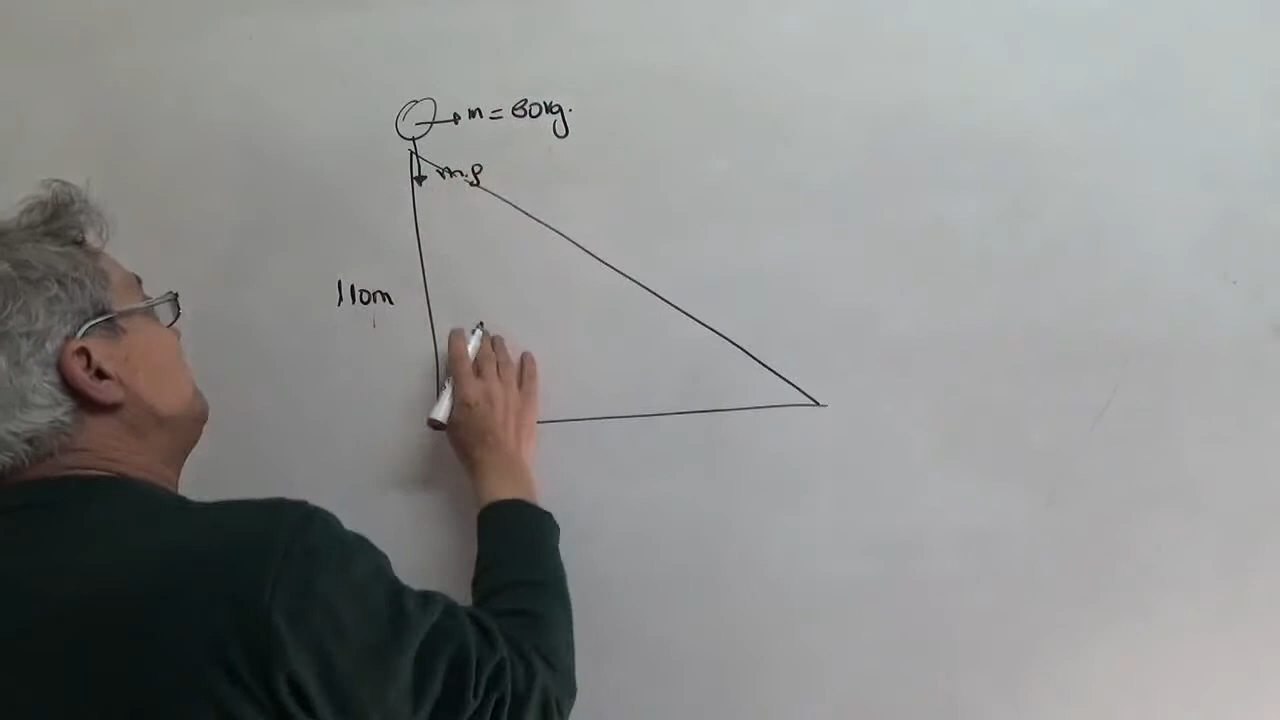 m = 80kg.
m.g
110m